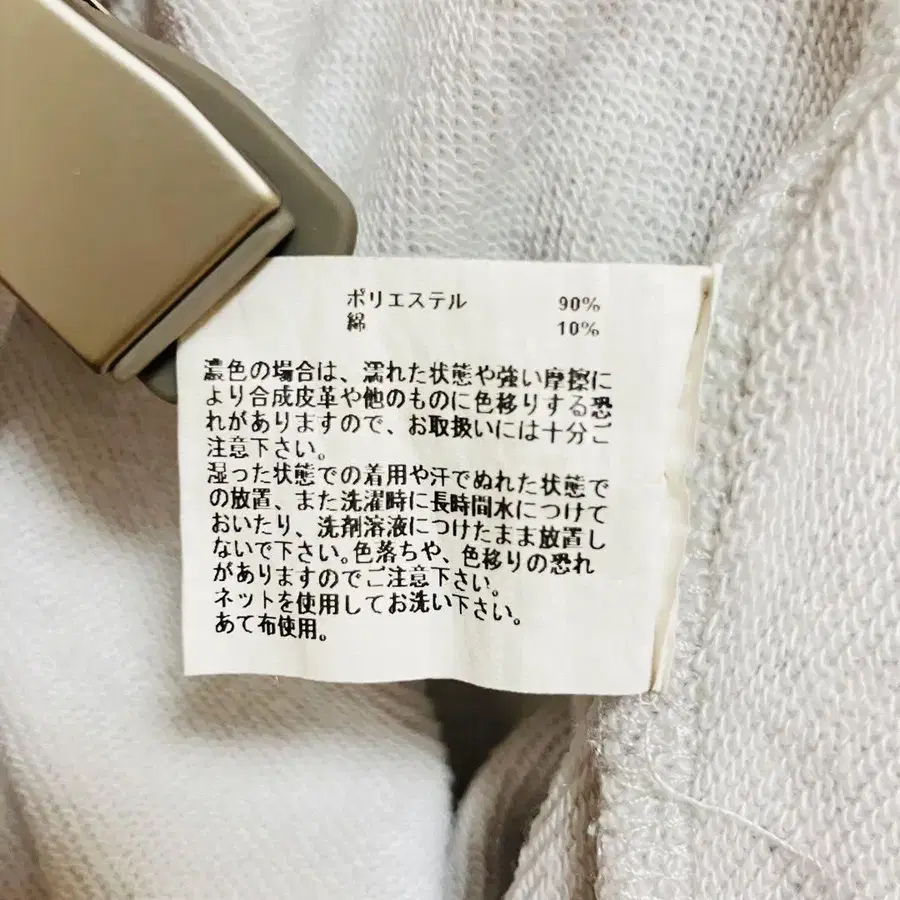 ポリエステル 90%
綿 10%
濃色の場合は、濡れた状態や強い摩擦に
より合成皮革や他のものに色移りする恐
れがありますので、お取扱いには十分ご
注意下さい。
湿った状態での着用や汗でぬれた状態で
の放置、また洗濯時に長時間水につけて
おいたり、洗剤溶液につけたまま放置し
ないで下さい。色落ちや、色移りの恐れ
がありますのでご注意下さい。
ネットを使用してお洗い下さい。
あて布使用。